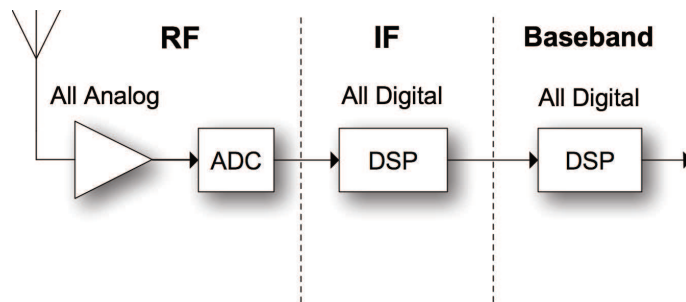 RF
IF
Baseband
All Analog
All Digital
All Digital
ADC
DSP
DSP